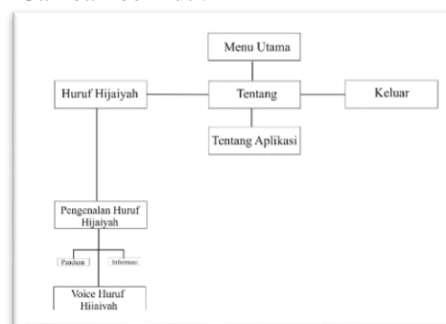 Menu Utama
Huruf Hijaiyah
Tentang
Keluar
Tentang Aplikasi
Pengenalan Huruf
Hijaiyah
Panduan
Informasi
Voice Huruf
Hijaiyah